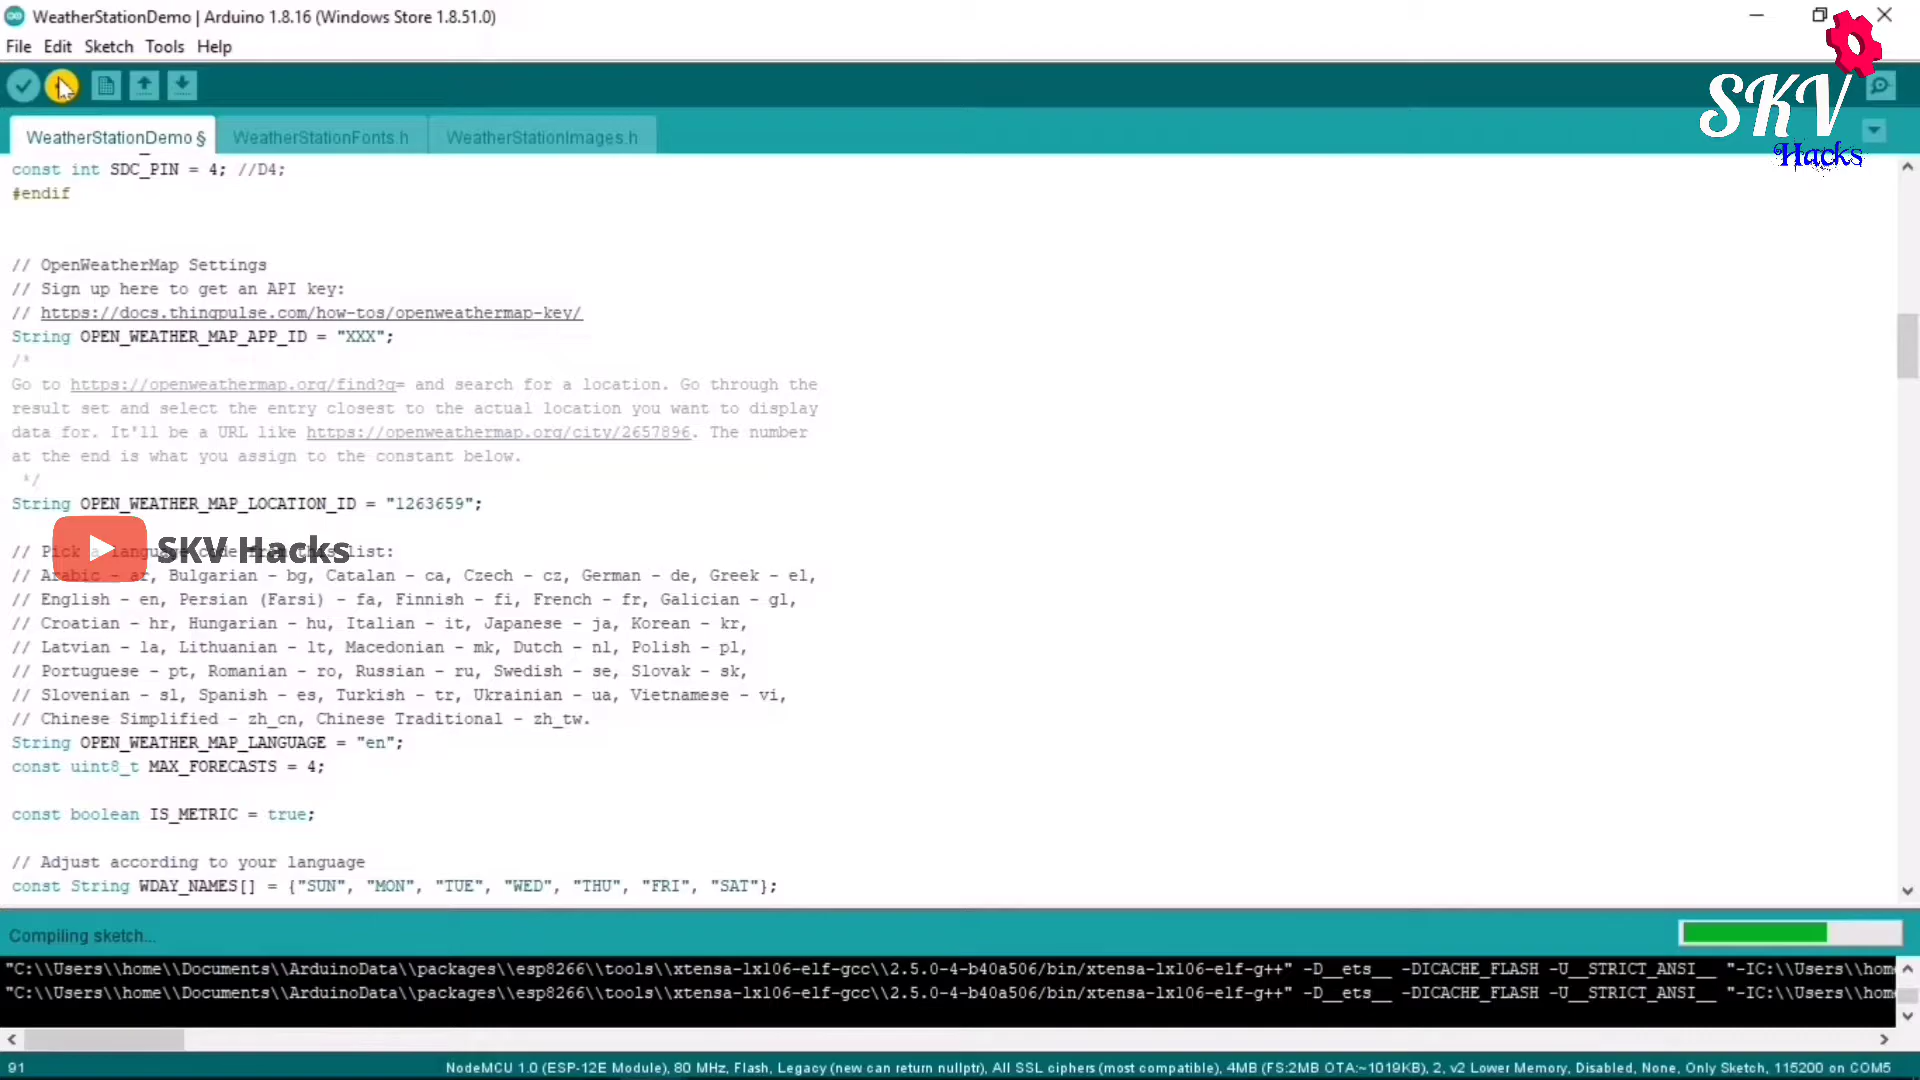 WeatherStationDemo | Arduino 1.8.16 (Windows Store 1.8.51.0)
File Edit Sketch Tools Help
SKV
Hacks
WeatherStationDemo § WeatherStationFonts.h WeatherStationImages.h
const int SDC_PIN = 4; //D4;
#endif
// OpenWeatherMap Settings
// Sign up here to get an API key:
// https://docs.thingpulse.com/how-tos/openweathermap-key/
String OPEN_WEATHER_MAP_APP_ID = "XXX";
/*
Go to https://openweathermap.org/find?q= and search for a location. Go through the
result set and select the entry closest to the actual location you want to display
data for. It'll be a URL like https://openweathermap.org/city/2657896. The number
at the end is what you assign to the constant below.
*/
String OPEN_WEATHER_MAP_LOCATION_ID = "1263659";
SKV Hacks
// Pick a language code from this list:
// Arabic - ar, Bulgarian - bg, Catalan - ca, Czech - cz, German - de, Greek - el,
// English - en, Persian (Farsi) - fa, Finnish - fi, French - fr, Galician - gl,
// Croatian - hr, Hungarian - hu, Italian - it, Japanese - ja, Korean - kr,
// Latvian - la, Lithuanian - lt, Macedonian - mk, Dutch - nl, Polish - pl,
// Portuguese - pt, Romanian - ro, Russian - ru, Swedish - se, Slovak - sk,
// Slovenian - sl, Spanish - es, Turkish - tr, Ukrainian - ua, Vietnamese - vi,
// Chinese Simplified - zh_cn, Chinese Traditional - zh_tw.
String OPEN_WEATHER_MAP_LANGUAGE = "en";
const uint8_t MAX_FORECASTS = 4;
const boolean IS_METRIC = true;
// Adjust according to your language
const String WDAY_NAMES[] = {"SUN", "MON", "TUE", "WED", "THU", "FRI", "SAT"};
Compiling sketch...
"C:\\Users\\home\\Documents\\ArduinoData\\packages\\esp8266\\tools\\xtensa-lx106-elf-gcc\\2.5.0-4-b40a506/bin/xtensa-lx106-elf-g++" -D__ets__ -DICACHE_FLASH -U__STRICT_ANSI__ "-IC:\\Users\\hom
"C:\\Users\\home\\Documents\\ArduinoData\\packages\\esp8266\\tools\\xtensa-lx106-elf-gcc\\2.5.0-4-b40a506/bin/xtensa-lx106-elf-g++" -D__ets__ -DICACHE_FLASH -U__STRICT_ANSI__ "-IC:\\Users\\hom
91 NodeMCU 1.0 (ESP-12E Module), 80 MHz, Flash, Legacy (new can return nullptr), All SSL ciphers (most compatible), 4MB (FS:2MB OTA:~1019KB), 2, v2 Lower Memory, Disabled, None, Only Sketch, 115200 on COM5